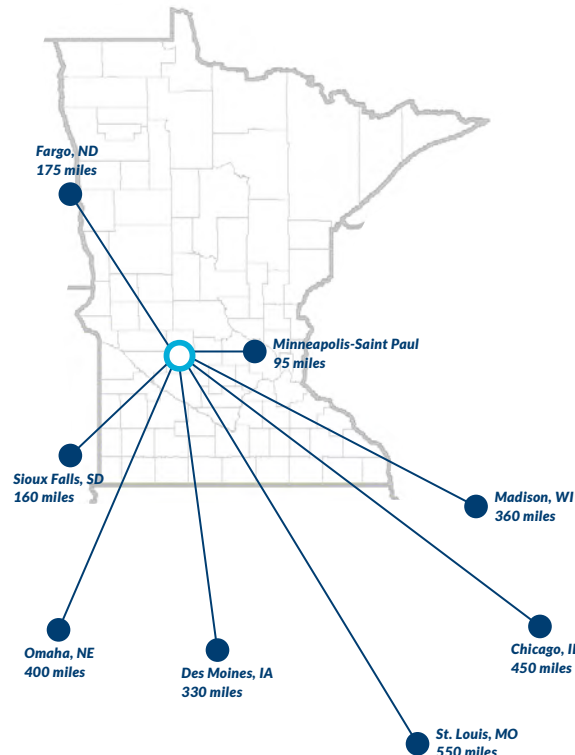 Fargo, ND
175 miles
Minneapolis-Saint Paul
95 miles
Sioux Falls, SD
160 miles
Madison, WI
360 miles
Omaha, NE
400 miles
Des Moines, IA
330 miles
Chicago, IL
450 miles
St. Louis, MO
550 miles